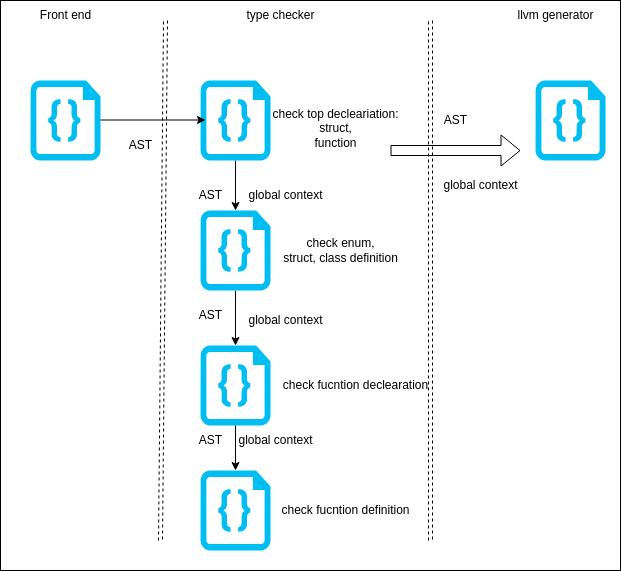 Front end
type checker
llvm generator
{}
{}
{}
check top decleariation:
struct,
function
AST
AST
global context
AST
global context
{}
check enum,
struct, class definition
AST
global context
{}
check fucntion declearation
AST
global context
{}
check fucntion definition